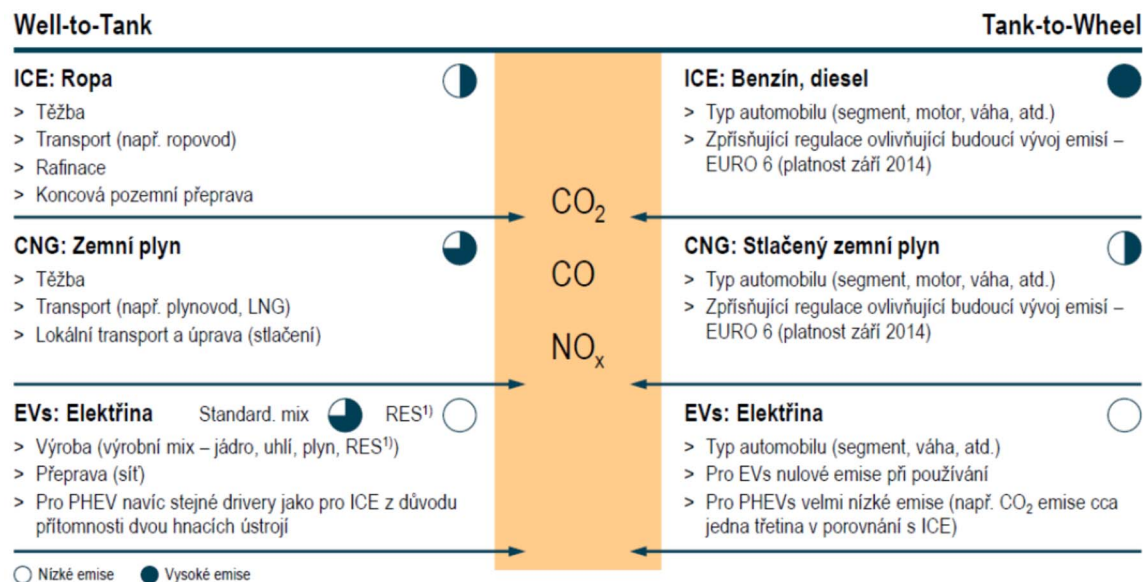 Well-to-Tank
Tank-to-Wheel
ICE: Ropa
> Těžba
> Transport (např. ropovod)
> Rafinace
> Koncová pozemní přeprava
ICE: Benzín, diesel
> Typ automobilu (segment, motor, váha, atd.)
> Zpřísňující regulace ovlivňující budoucí vývoj emisí –
EURO 6 (platnost září 2014)
CO2
CO
NOx
CNG: Zemní plyn
> Těžba
> Transport (např. plynovod, LNG)
> Lokální transport a úprava (stlačení)
CNG: Stlačený zemní plyn
> Typ automobilu (segment, motor, váha, atd.)
> Zpřísňující regulace ovlivňující budoucí vývoj emisí –
EURO 6 (platnost září 2014)
EVs: Elektřina Standard. mix RES1)
> Výroba (výrobní mix – jádro, uhlí, plyn, RES1))
> Přeprava (síť)
> Pro PHEV navíc stejné drivery jako pro ICE z důvodu
přítomnosti dvou hnacích ústrojí
EVs: Elektřina
> Typ automobilu (segment, váha, atd.)
> Pro EVs nulové emise při používání
> Pro PHEVs velmi nízké emise (např. CO2 emise cca
jedna třetina v porovnání s ICE)
Nízké emise Vysoké emise